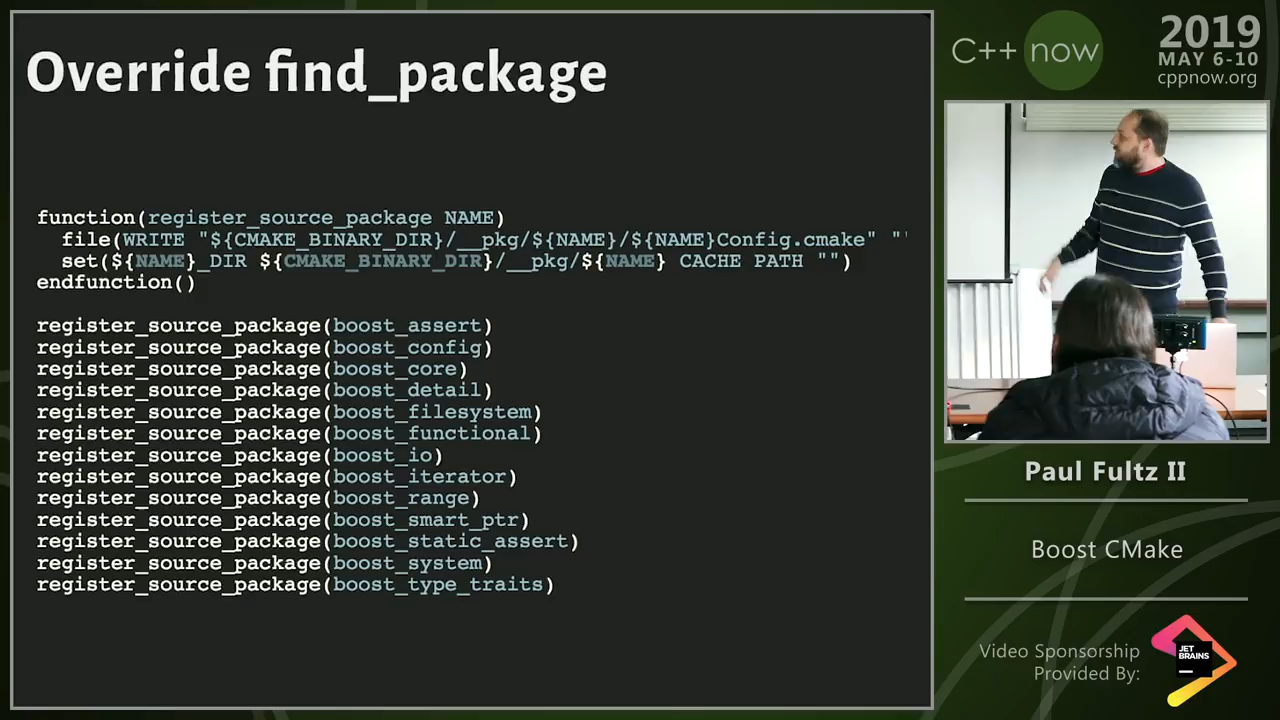 Override find_package
function(register_source_package NAME)
file(WRITE "${CMAKE_BINARY_DIR}/__pkg/${NAME}/${NAME}Config.cmake" "'
set(${NAME}_DIR ${CMAKE_BINARY_DIR}/__pkg/${NAME} CACHE PATH "")
endfunction()
register_source_package(boost_assert)
register_source_package(boost_config)
register_source_package(boost_core)
register_source_package(boost_detail)
register_source_package(boost_filesystem)
register_source_package(boost_functional)
register_source_package(boost_io)
register_source_package(boost_iterator)
register_source_package(boost_range)
register_source_package(boost_smart_ptr)
register_source_package(boost_static_assert)
register_source_package(boost_system)
register_source_package(boost_type_traits)
C++ now
2019
MAY 6-10
cppnow.org
Paul Fultz II
Boost CMake
Video Sponsorship
Provided By:
JET
BRAINS